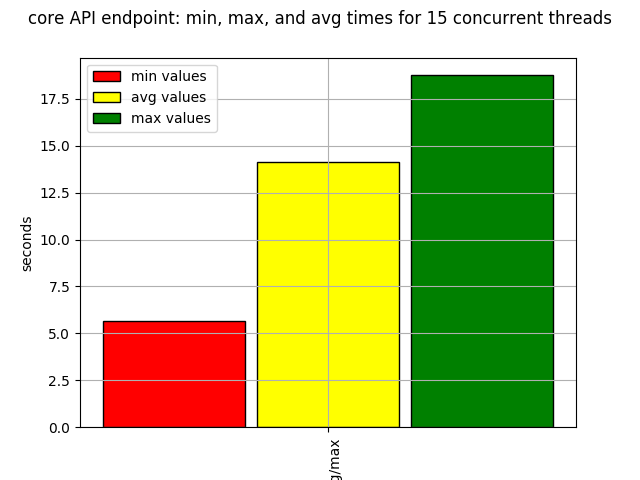 core API endpoint: min, max, and avg times for 15 concurrent threads
min values
avg values
max values
17.5
15.0
12.5
10.0
7.5
5.0
2.5
0.0
seconds
g/max